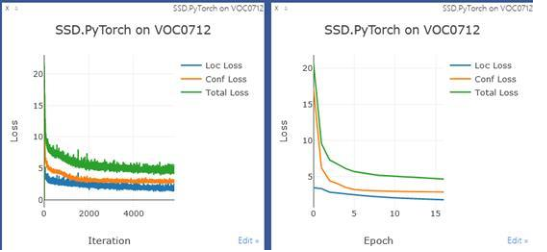 x
SSD.PyTorch on VOC0712
SSD.PyTorch on VOC0712
Loc Loss
Conf Loss
Total Loss
20
15
10
5
0
Loss
0
2000
4000
Iteration
Edit »
x
SSD.PyTorch on VOC0712
SSD.PyTorch on VOC0712
Loc Loss
Conf Loss
Total Loss
20
15
10
5
Loss
0
5
10
15
Epoch
Edit »